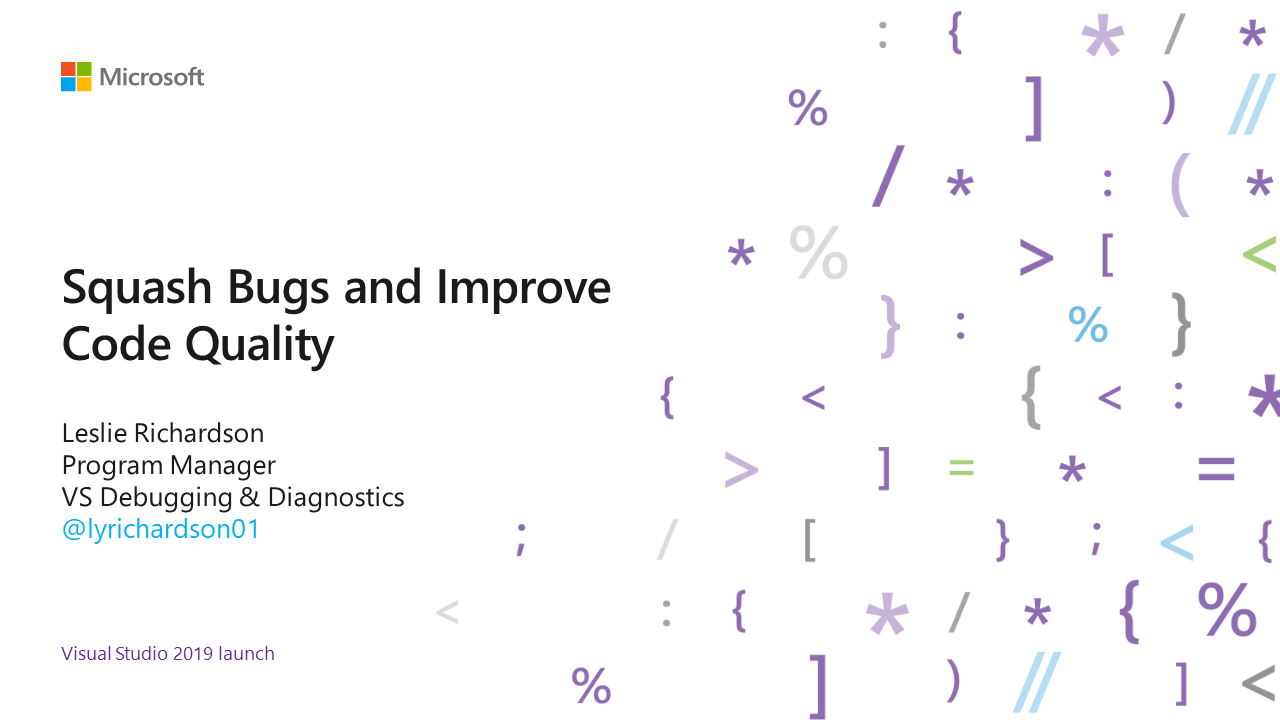 Microsoft
Squash Bugs and Improve
Code Quality
Leslie Richardson
Program Manager
VS Debugging & Diagnostics
@lyrichardson01
Visual Studio 2019 launch
: { * / *
% ] ) //
/ * : ( *
* % > [ <
} : % }
{ < { < : *
> ] = * =
; / [ } ; < {
< : { * / * { %
% ] ) // ] <